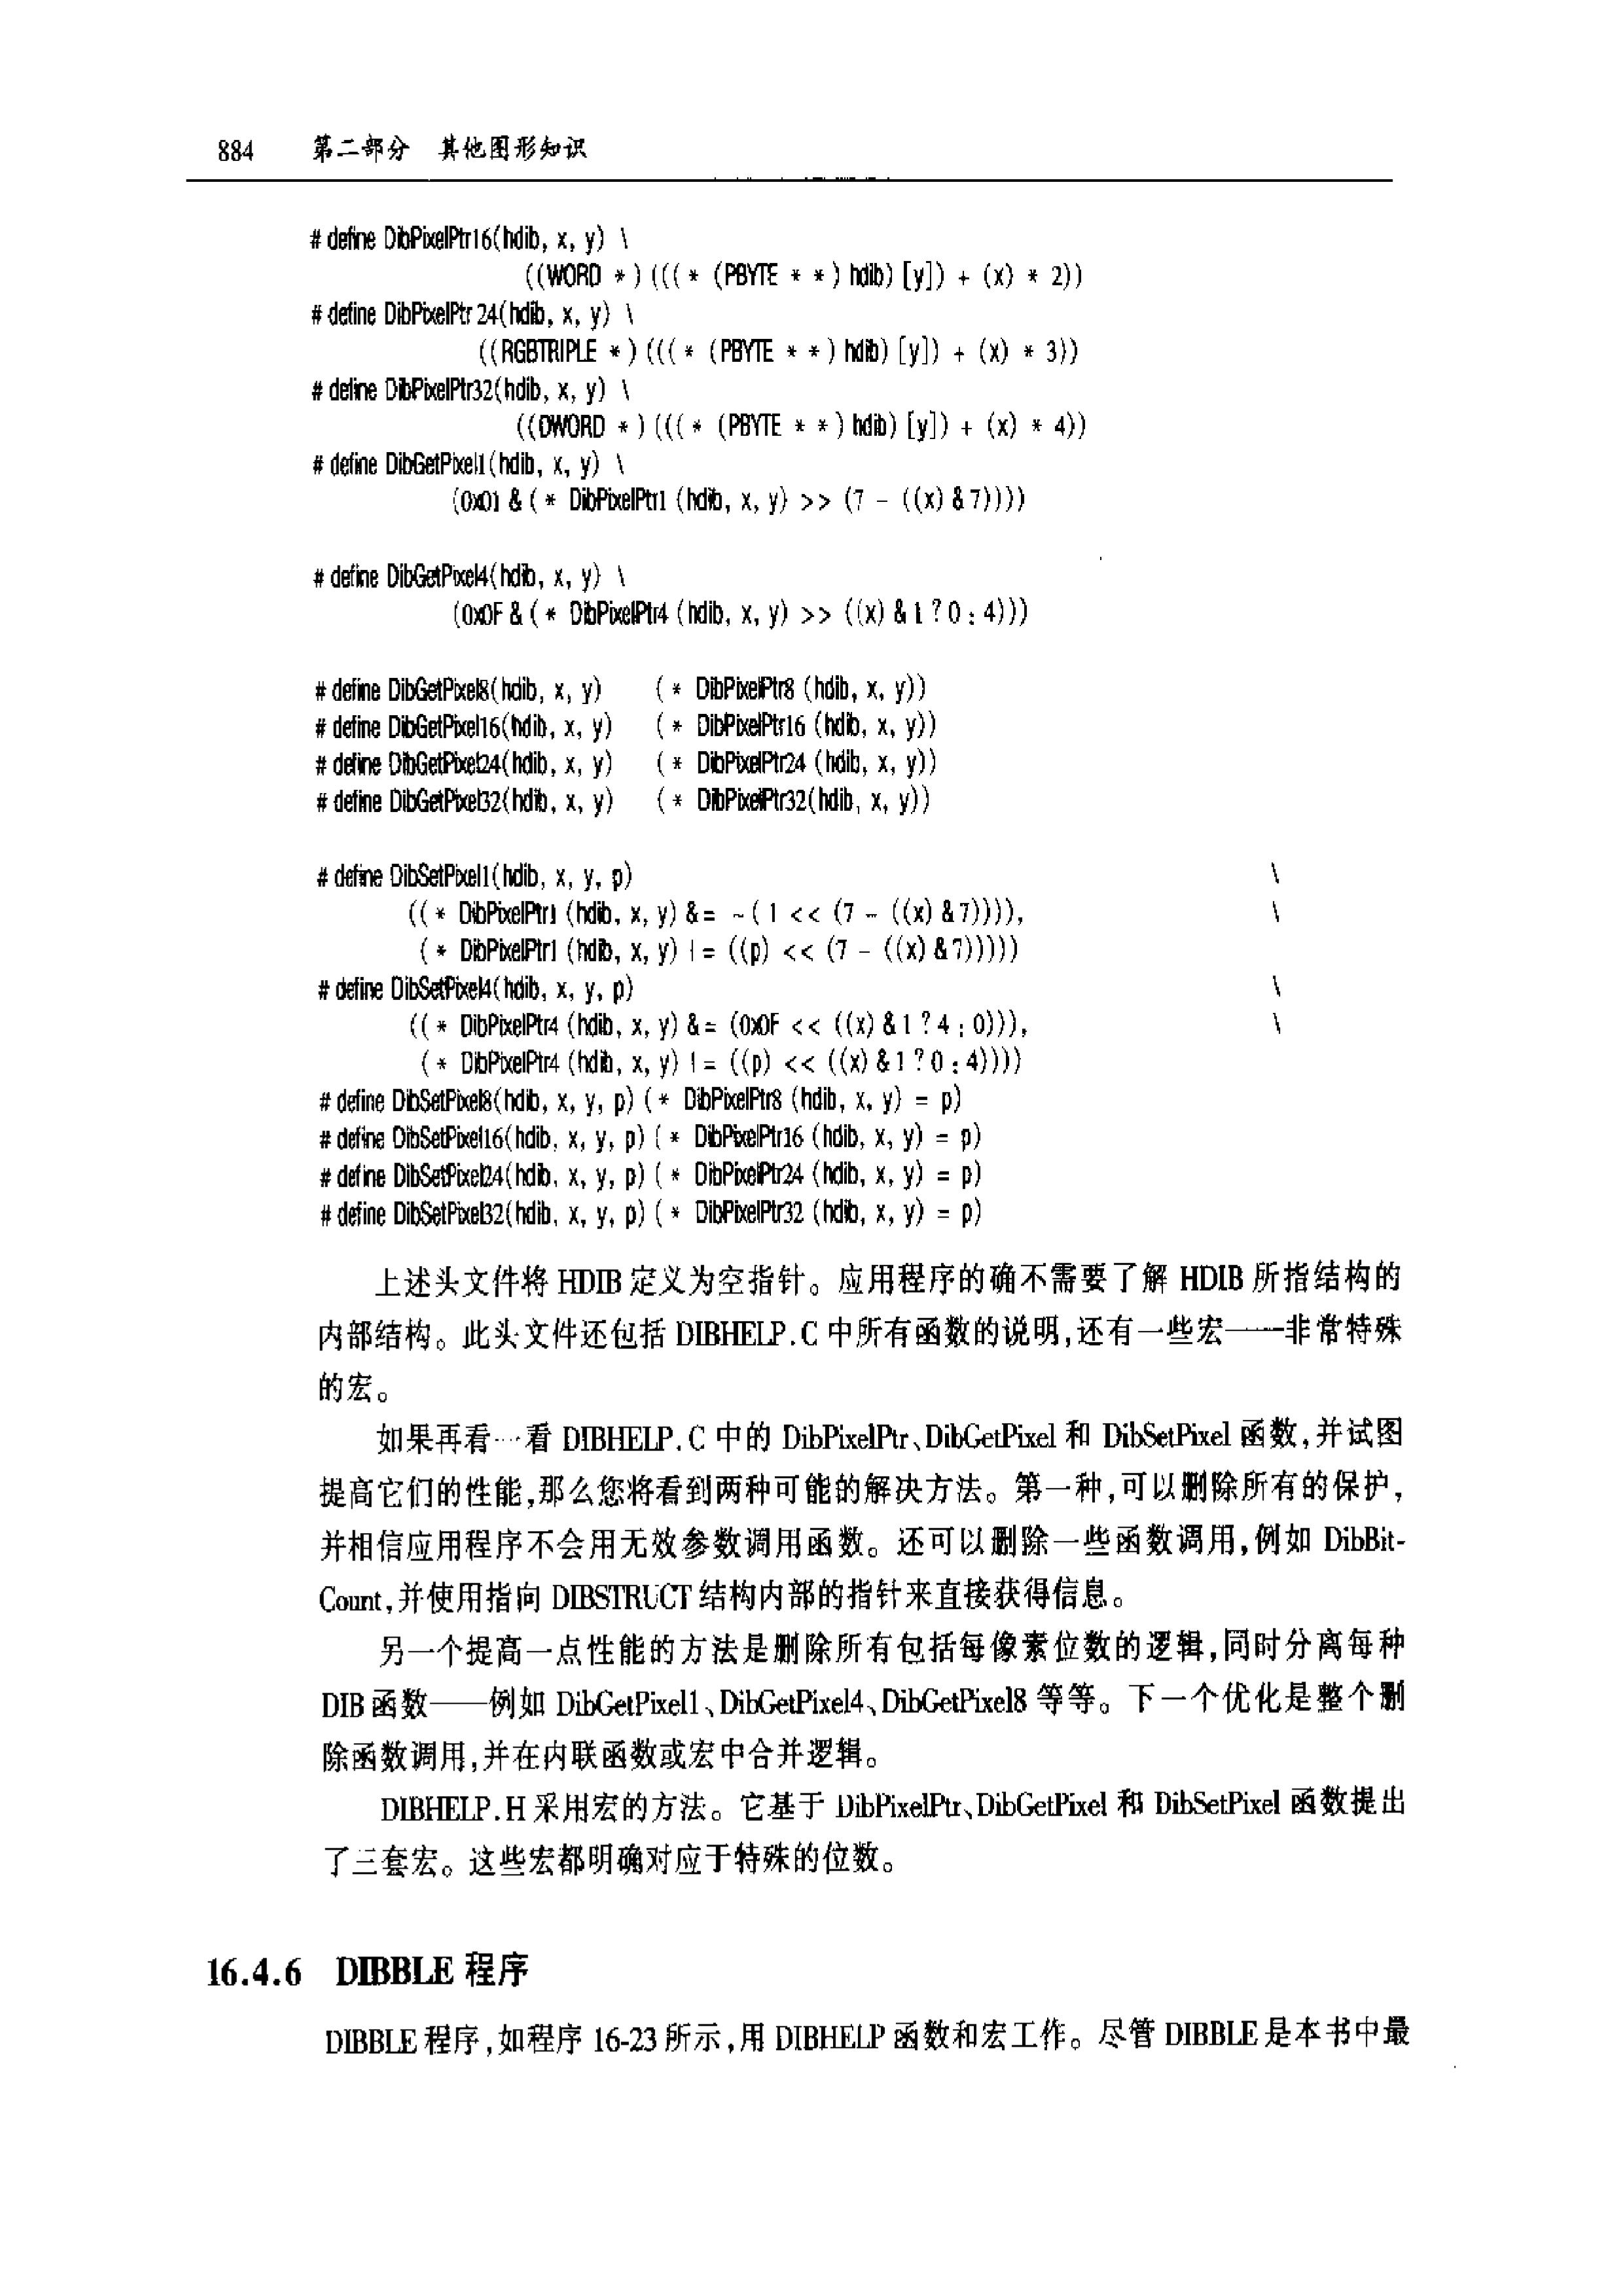 884 第二部分 其他图形知识
# define DibPixelPtr16(hdib, x, y) \
((WORD * ) (((* (PBYTE * * ) hdib) [y]) + (x) * 2))
# define DibPixelPtr 24(hdib, x, y) \
((RGBTRIPLE * ) (((* (PBYTE * * ) hdib) [y]) + (x) * 3))
# define DibPixelPtr32(hdib, x, y) \
((DWORD * ) (((* (PBYTE * * ) hdib) [y]) + (x) * 4))
# define DibGetPixel1(hdib, x, y) \
(0x01 & ( * DibPixelPtr1 (hdib, x, y) >> (7 - ((x) & 7))))
# define DibGetPixel4(hdib, x, y) \
(0x0F & ( * DibPixelPtr4 (hdib, x, y) >> ((x) & 1 ? 0 : 4)))
# define DibGetPixel8(hdib, x, y) ( * DibPixelPtr8 (hdib, x, y))
# define DibGetPixel16(hdib, x, y) ( * DibPixelPtr16 (hdib, x, y))
# define DibGetPixel24(hdib, x, y) ( * DibPixelPtr24 (hdib, x, y))
# define DibGetPixel32(hdib, x, y) ( * DibPixelPtr32(hdib, x, y))
# define DibSetPixel1(hdib, x, y, p) \
(( * DibPixelPtr1 (hdib, x, y) &= ~( 1 << (7 - ((x) & 7)))), \
( * DibPixelPtr1 (hdib, x, y) |= ((p) << (7 - ((x) & 7)))))
# define DibSetPixel4(hdib, x, y, p) \
(( * DibPixelPtr4 (hdib, x, y) &= (0x0F << ((x) & 1 ? 4 : 0))), \
( * DibPixelPtr4 (hdib, x, y) |= ((p) << ((x) & 1 ? 0 : 4))))
# define DibSetPixel8(hdib, x, y, p) ( * DibPixelPtr8 (hdib, x, y) = p)
# define DibSetPixel16(hdib, x, y, p) ( * DibPixelPtr16 (hdib, x, y) = p)
# define DibSetPixel24(hdib, x, y, p) ( * DibPixelPtr24 (hdib, x, y) = p)
# define DibSetPixel32(hdib, x, y, p) ( * DibPixelPtr32 (hdib, x, y) = p)
上述头文件将 HDIB 定义为空指针。应用程序的确不需要了解 HDIB 所指结构的
内部结构。此头文件还包括 DIBHELP.C 中所有函数的说明,还有一些宏——非常特殊
的宏。
如果再看一看 DIBHELP.C 中的 DibPixelPtr、DibGetPixel 和 DibSetPixel 函数,并试图
提高它们的性能,那么您将看到两种可能的解决方法。第一种,可以删除所有的保护,
并相信应用程序不会用无效参数调用函数。还可以删除一些函数调用,例如 DibBit-
Count,并使用指向 DIBSTRUCT 结构内部的指针来直接获得信息。
另一个提高一点性能的方法是删除所有包括每像素位数的逻辑,同时分离每种
DIB 函数——例如 DibGetPixel1、DibGetPixel4、DibGetPixel8 等等。下一个优化是整个删
除函数调用,并在内联函数或宏中合并逻辑。
DIBHELP.H 采用宏的方法。它基于 DibPixelPtr、DibGetPixel 和 DibSetPixel 函数提出
了三套宏。这些宏都明确对应于特殊的位数。
16.4.6 DIBBLE 程序
DIBBLE 程序,如程序 16-23 所示,用 DIBHELP 函数和宏工作。尽管 DIBBLE 是本书中最